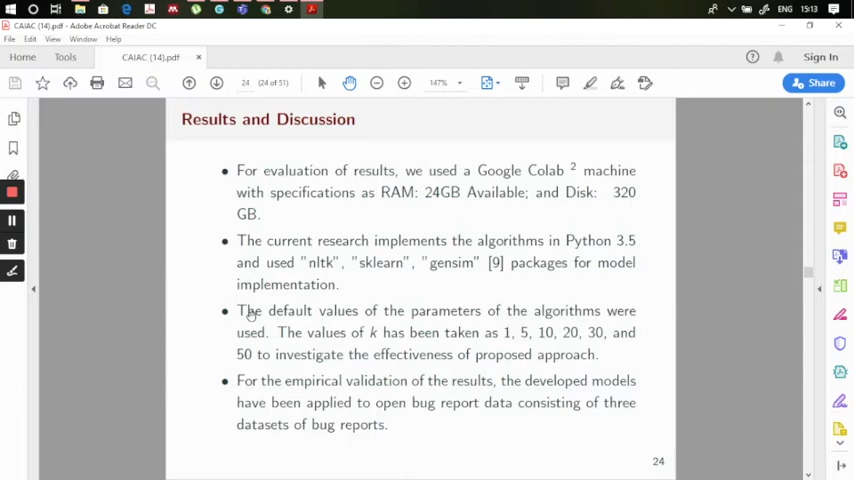 15:13
ENG
CAIAC (14).pdf - Adobe Acrobat Reader DC
File Edit View Window Help
Home Tools CAIAC (14).pdf × Sign In
24 (24 of 51) 147% Share
Results and Discussion
• For evaluation of results, we used a Google Colab 2 machine
with specifications as RAM: 24GB Available; and Disk: 320
GB.
• The current research implements the algorithms in Python 3.5
and used "nltk", "sklearn", "gensim" [9] packages for model
implementation.
• The default values of the parameters of the algorithms were
used. The values of k has been taken as 1, 5, 10, 20, 30, and
50 to investigate the effectiveness of proposed approach.
• For the empirical validation of the results, the developed models
have been applied to open bug report data consisting of three
datasets of bug reports.
24